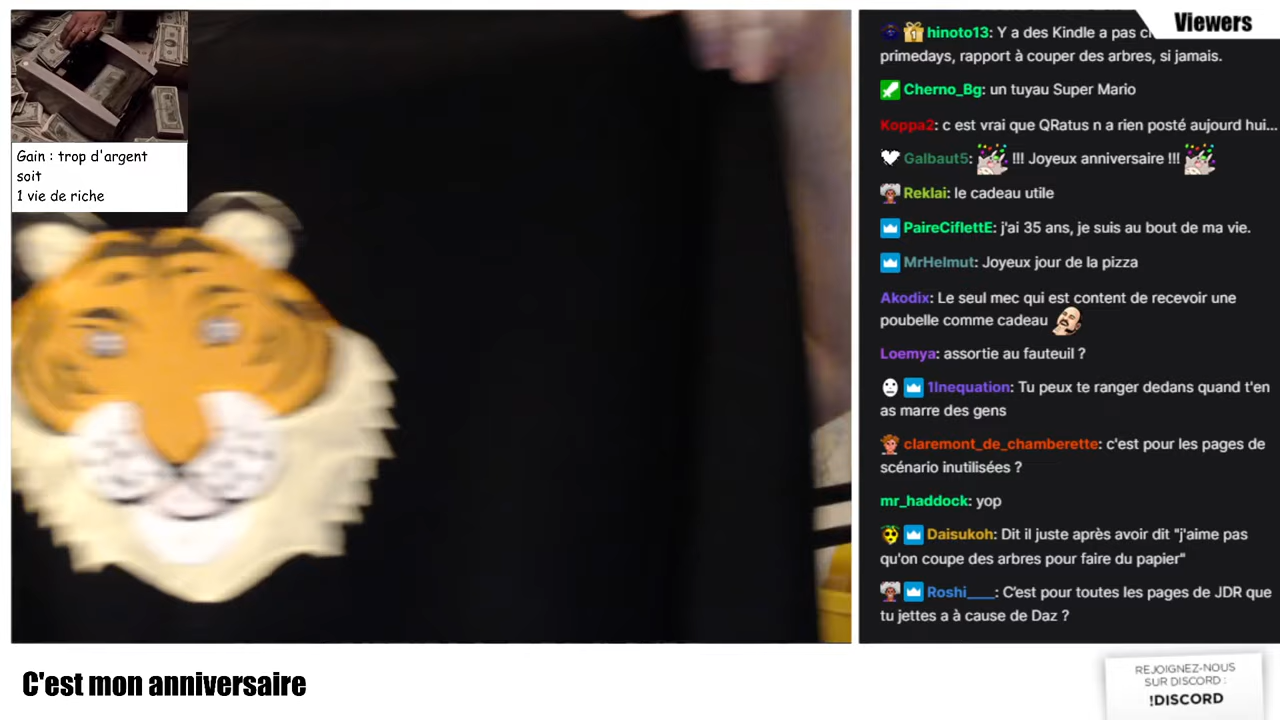 Viewers
hinoto13: Y a des Kindle a pas
primedays, rapport à couper des arbres, si jamais.
Cherno_Bg: un tuyau Super Mario
Koppa2: c est vrai que QRatus n a rien posté aujourd hui...
Galbaut5: !!! Joyeux anniversaire !!!
Reklai: le cadeau utile
PaireCiflettE: j'ai 35 ans, je suis au bout de ma vie.
MrHelmut: Joyeux jour de la pizza
Akodix: Le seul mec qui est content de recevoir une
poubelle comme cadeau
Loemya: assortie au fauteuil ?
1Inequation: Tu peux te ranger dedans quand t'en
as marre des gens
claremont_de_chamberette: c'est pour les pages de
scénario inutilisées ?
mr_haddock: yop
Daisukoh: Dit il juste après avoir dit "j'aime pas
qu'on coupe des arbres pour faire du papier"
Roshi____: C'est pour toutes les pages de JDR que
tu jettes a à cause de Daz ?
Gain : trop d'argent
soit
1 vie de riche
C'est mon anniversaire
REJOIGNEZ-NOUS
SUR DISCORD :
!DISCORD